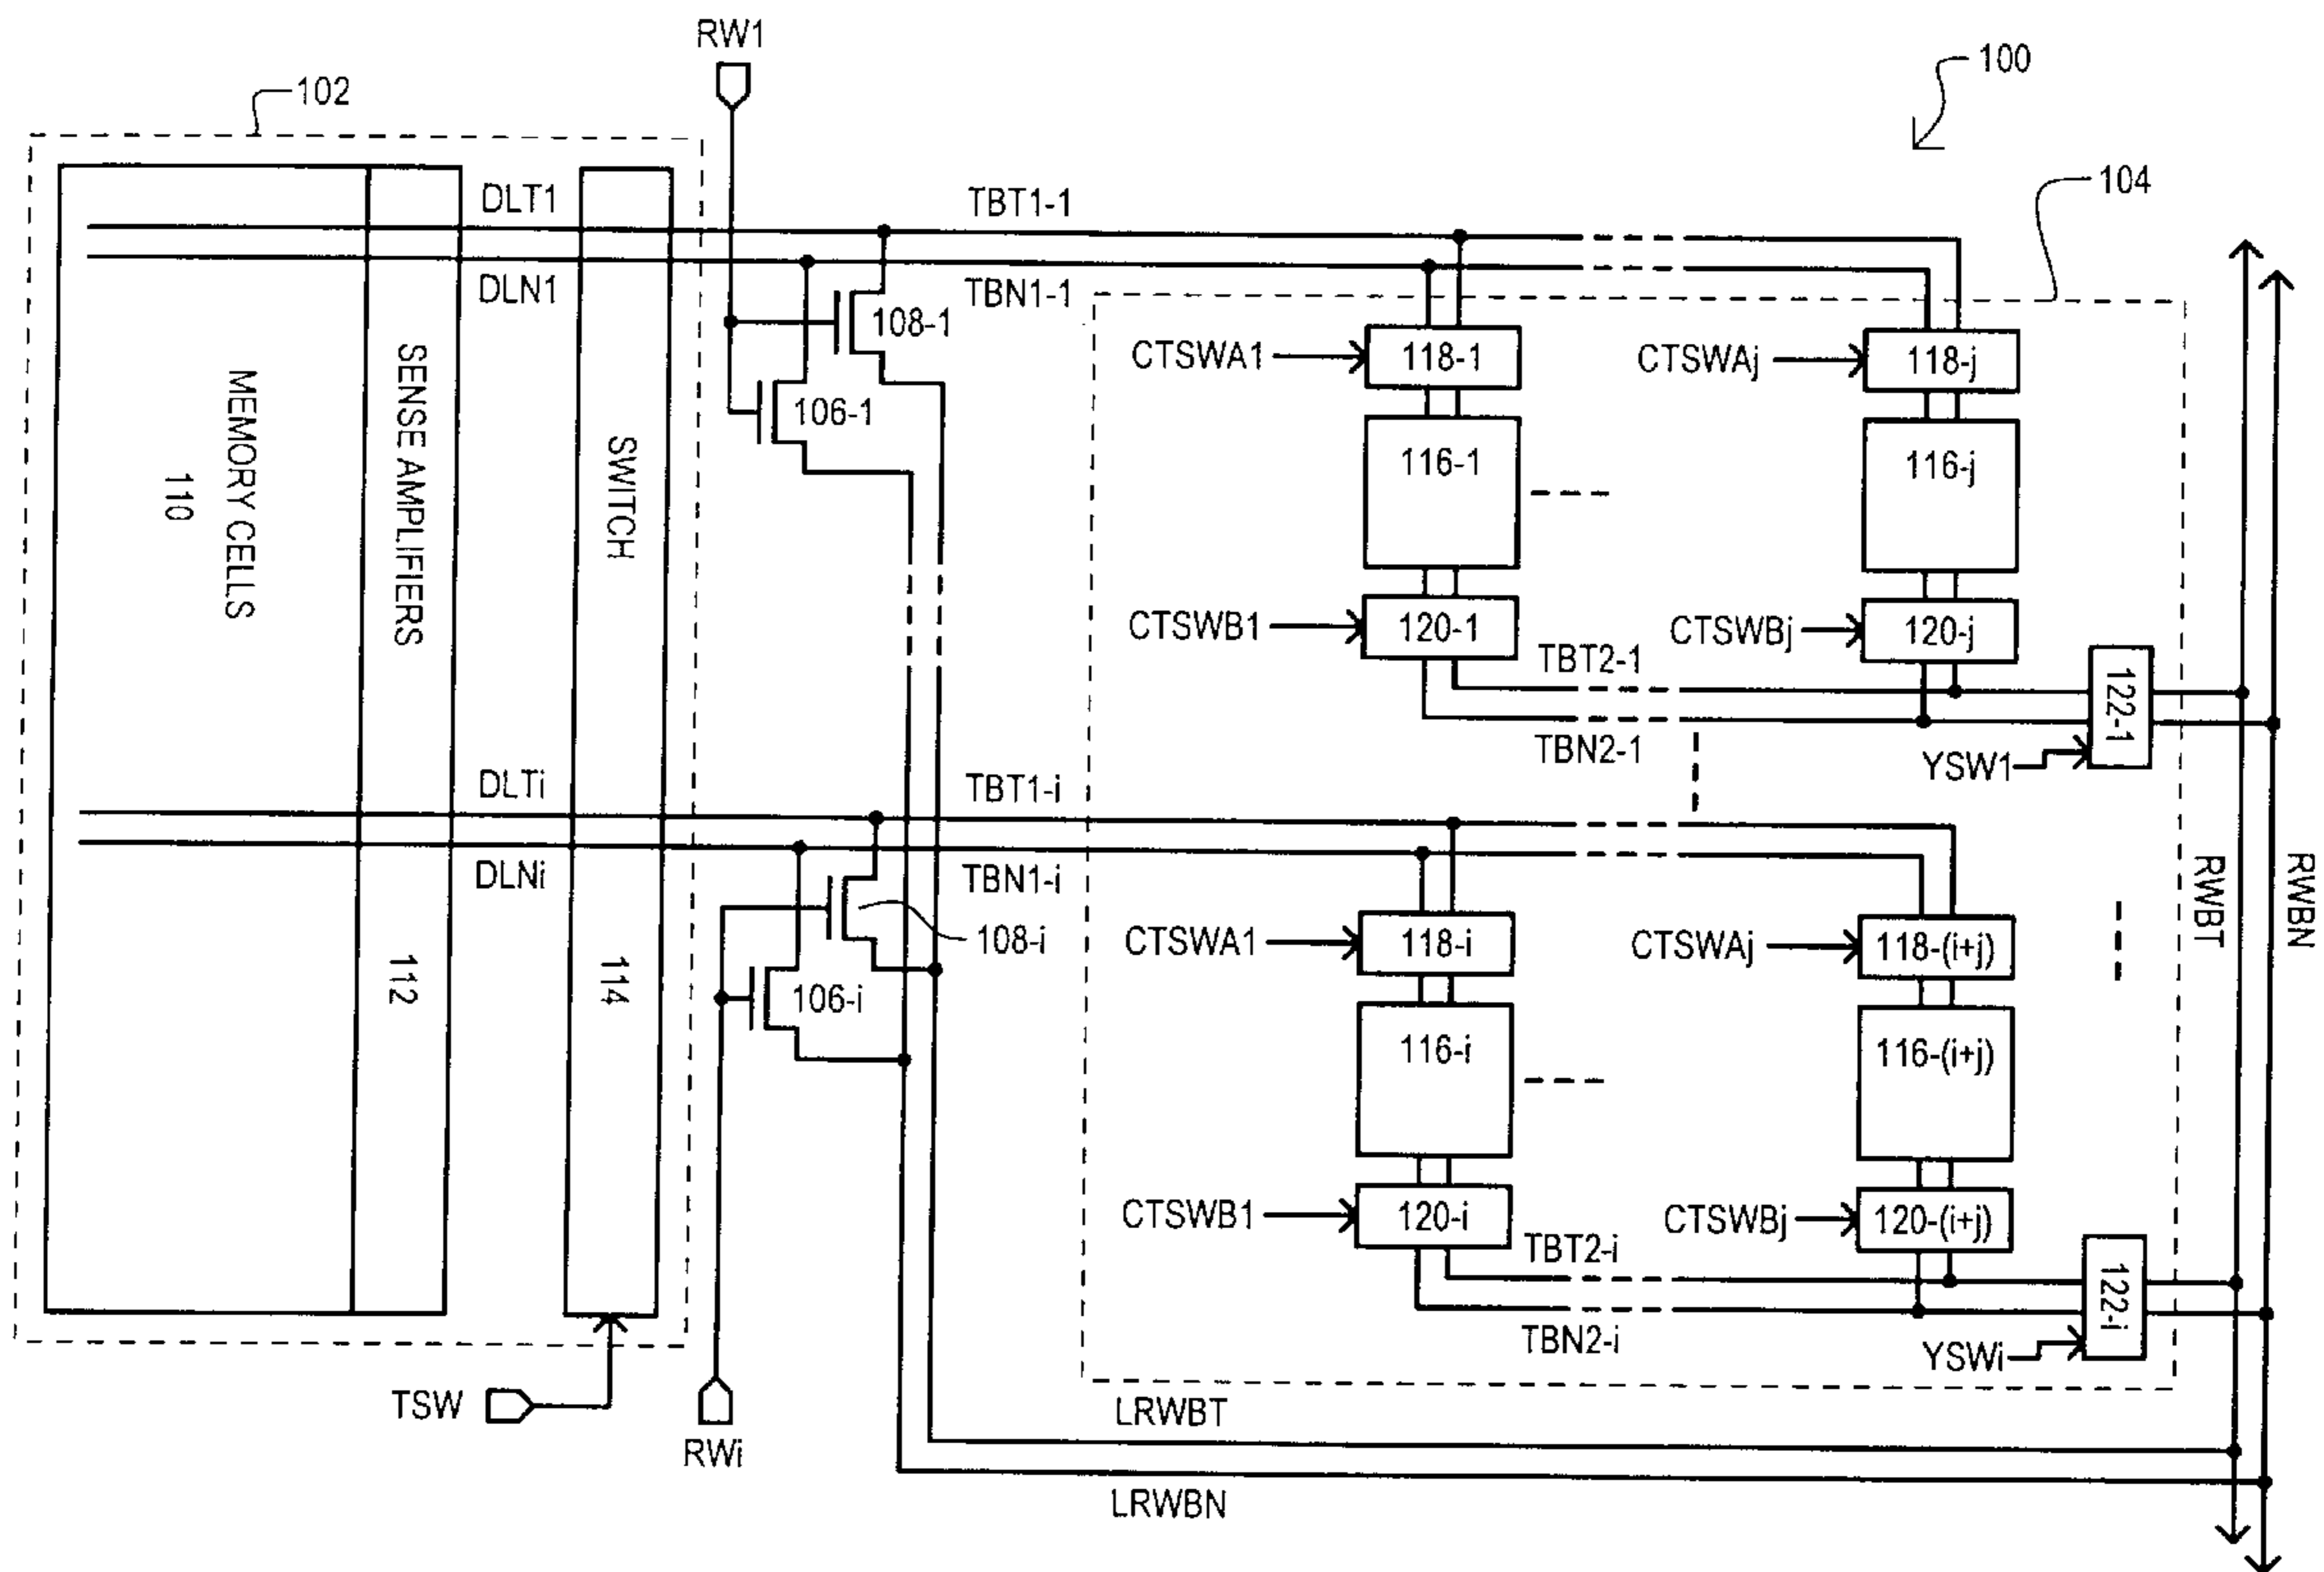 RW1
100
102
104
DLT1
TBT1-1
DLN1
TBN1-1
108-1
CTSWA1
118-1
CTSWAj
118-j
106-1
116-1
116-j
MEMORY CELLS
110
SENSE AMPLIFIERS
112
SWITCH
114
CTSWB1
120-1
CTSWBj
120-j
TBT2-1
TBN2-1
122-1
YSW1
DLTi
TBT1-i
DLNi
TBN1-i
RWBT
RWBN
108-i
CTSWA1
118-i
CTSWAj
118-(i+j)
106-i
116-i
116-(i+j)
CTSWB1
120-i
CTSWBj
120-(i+j)
TBT2-i
TBN2-i
122-i
YSWi
TSW
RWi
LRWBT
LRWBN